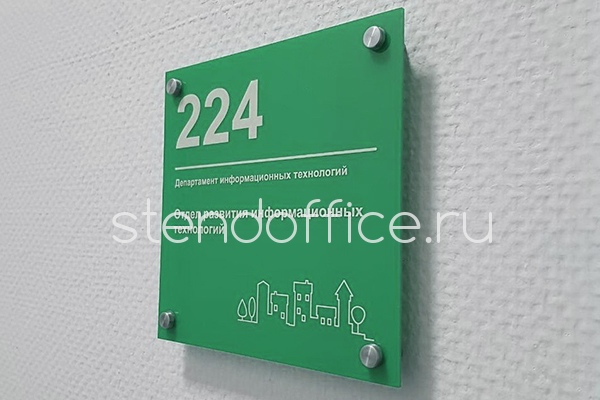 224
Департамент информационных технологий
Отдел развития информационных
технологий
stendoffice.ru